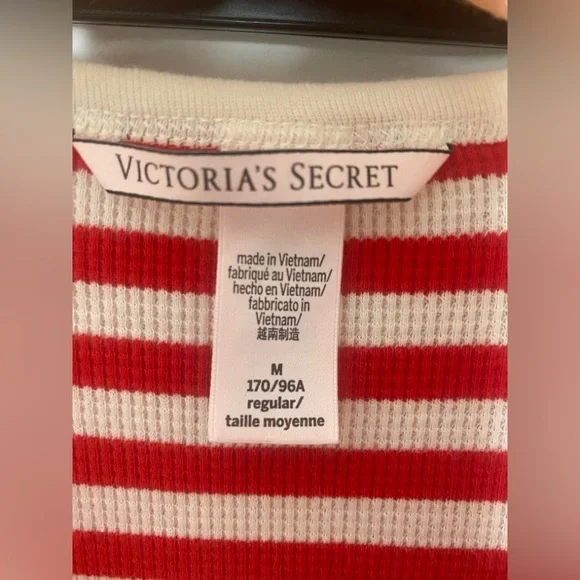 VICTORIA'S SECRET
made in Vietnam/
fabriqué au Vietnam/
hecho en Vietnam/
fabbricato in
Vietnam/
越南制造
M
170/96A
regular/
taille moyenne